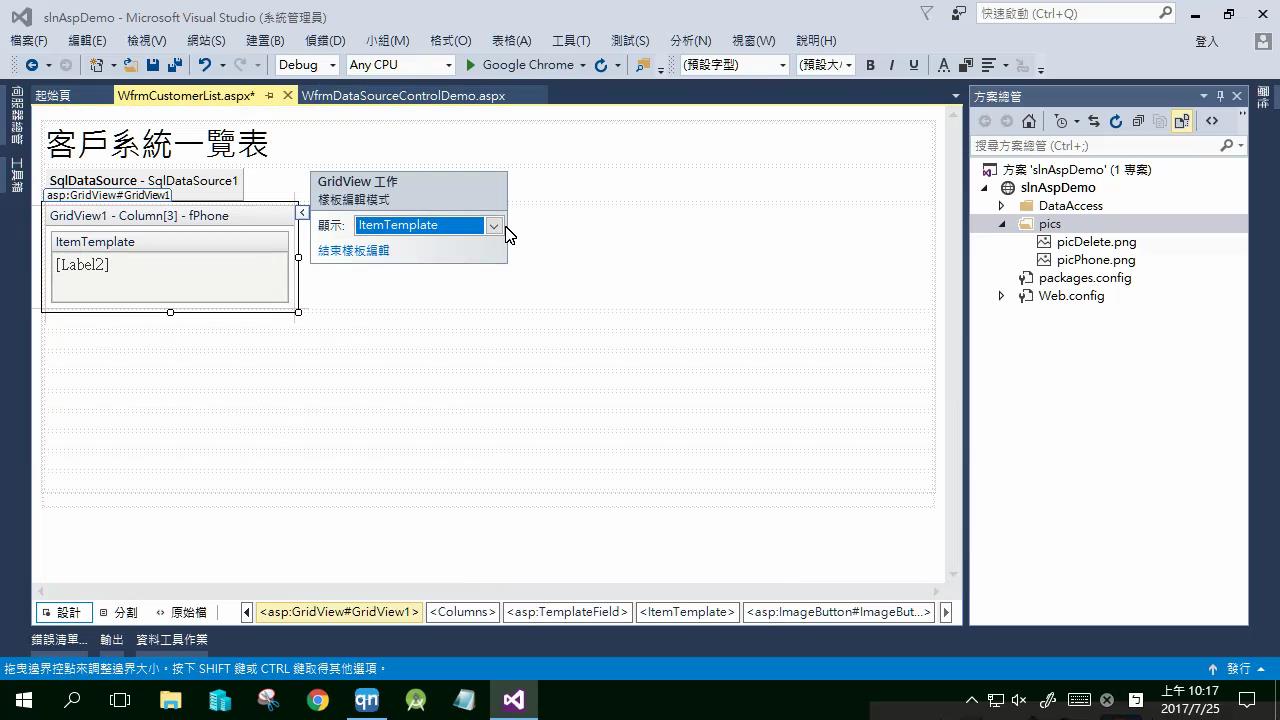 slnAspDemo - Microsoft Visual Studio (系統管理員)
快速啟動 (Ctrl+Q)
檔案(F) 編輯(E) 檢視(V) 網站(S) 建置(B) 偵錯(D) 小組(M) 格式(O) 表格(A) 工具(T) 測試(S) 分析(N) 視窗(W) 說明(H)
登入
Debug Any CPU Google Chrome (預設字型) (預設大 B I U A
伺服器總管
工具箱
起始頁 WfrmCustomerList.aspx* WfrmDataSourceControlDemo.aspx
客戶系統一覽表
SqlDataSource - SqlDataSource1
asp:GridView#GridView1
GridView1 - Column[3] - fPhone
ItemTemplate
[Label2]
GridView 工作
樣板編輯模式
顯示: ItemTemplate
結束樣板編輯
方案總管
搜尋方案總管 (Ctrl+;)
方案 'slnAspDemo' (1 專案)
slnAspDemo
DataAccess
pics
picDelete.png
picPhone.png
packages.config
Web.config
設計 分割 原始檔 <asp:GridView#GridView1> <Columns> <asp:TemplateField> <ItemTemplate> <asp:ImageButton#ImageBut...>
錯誤清單... 輸出 資料工具作業
拖曳邊界控點來調整邊界大小。按下 SHIFT 鍵或 CTRL 鍵取得其他選項。
發行
qn
上午 10:17
2017/7/25